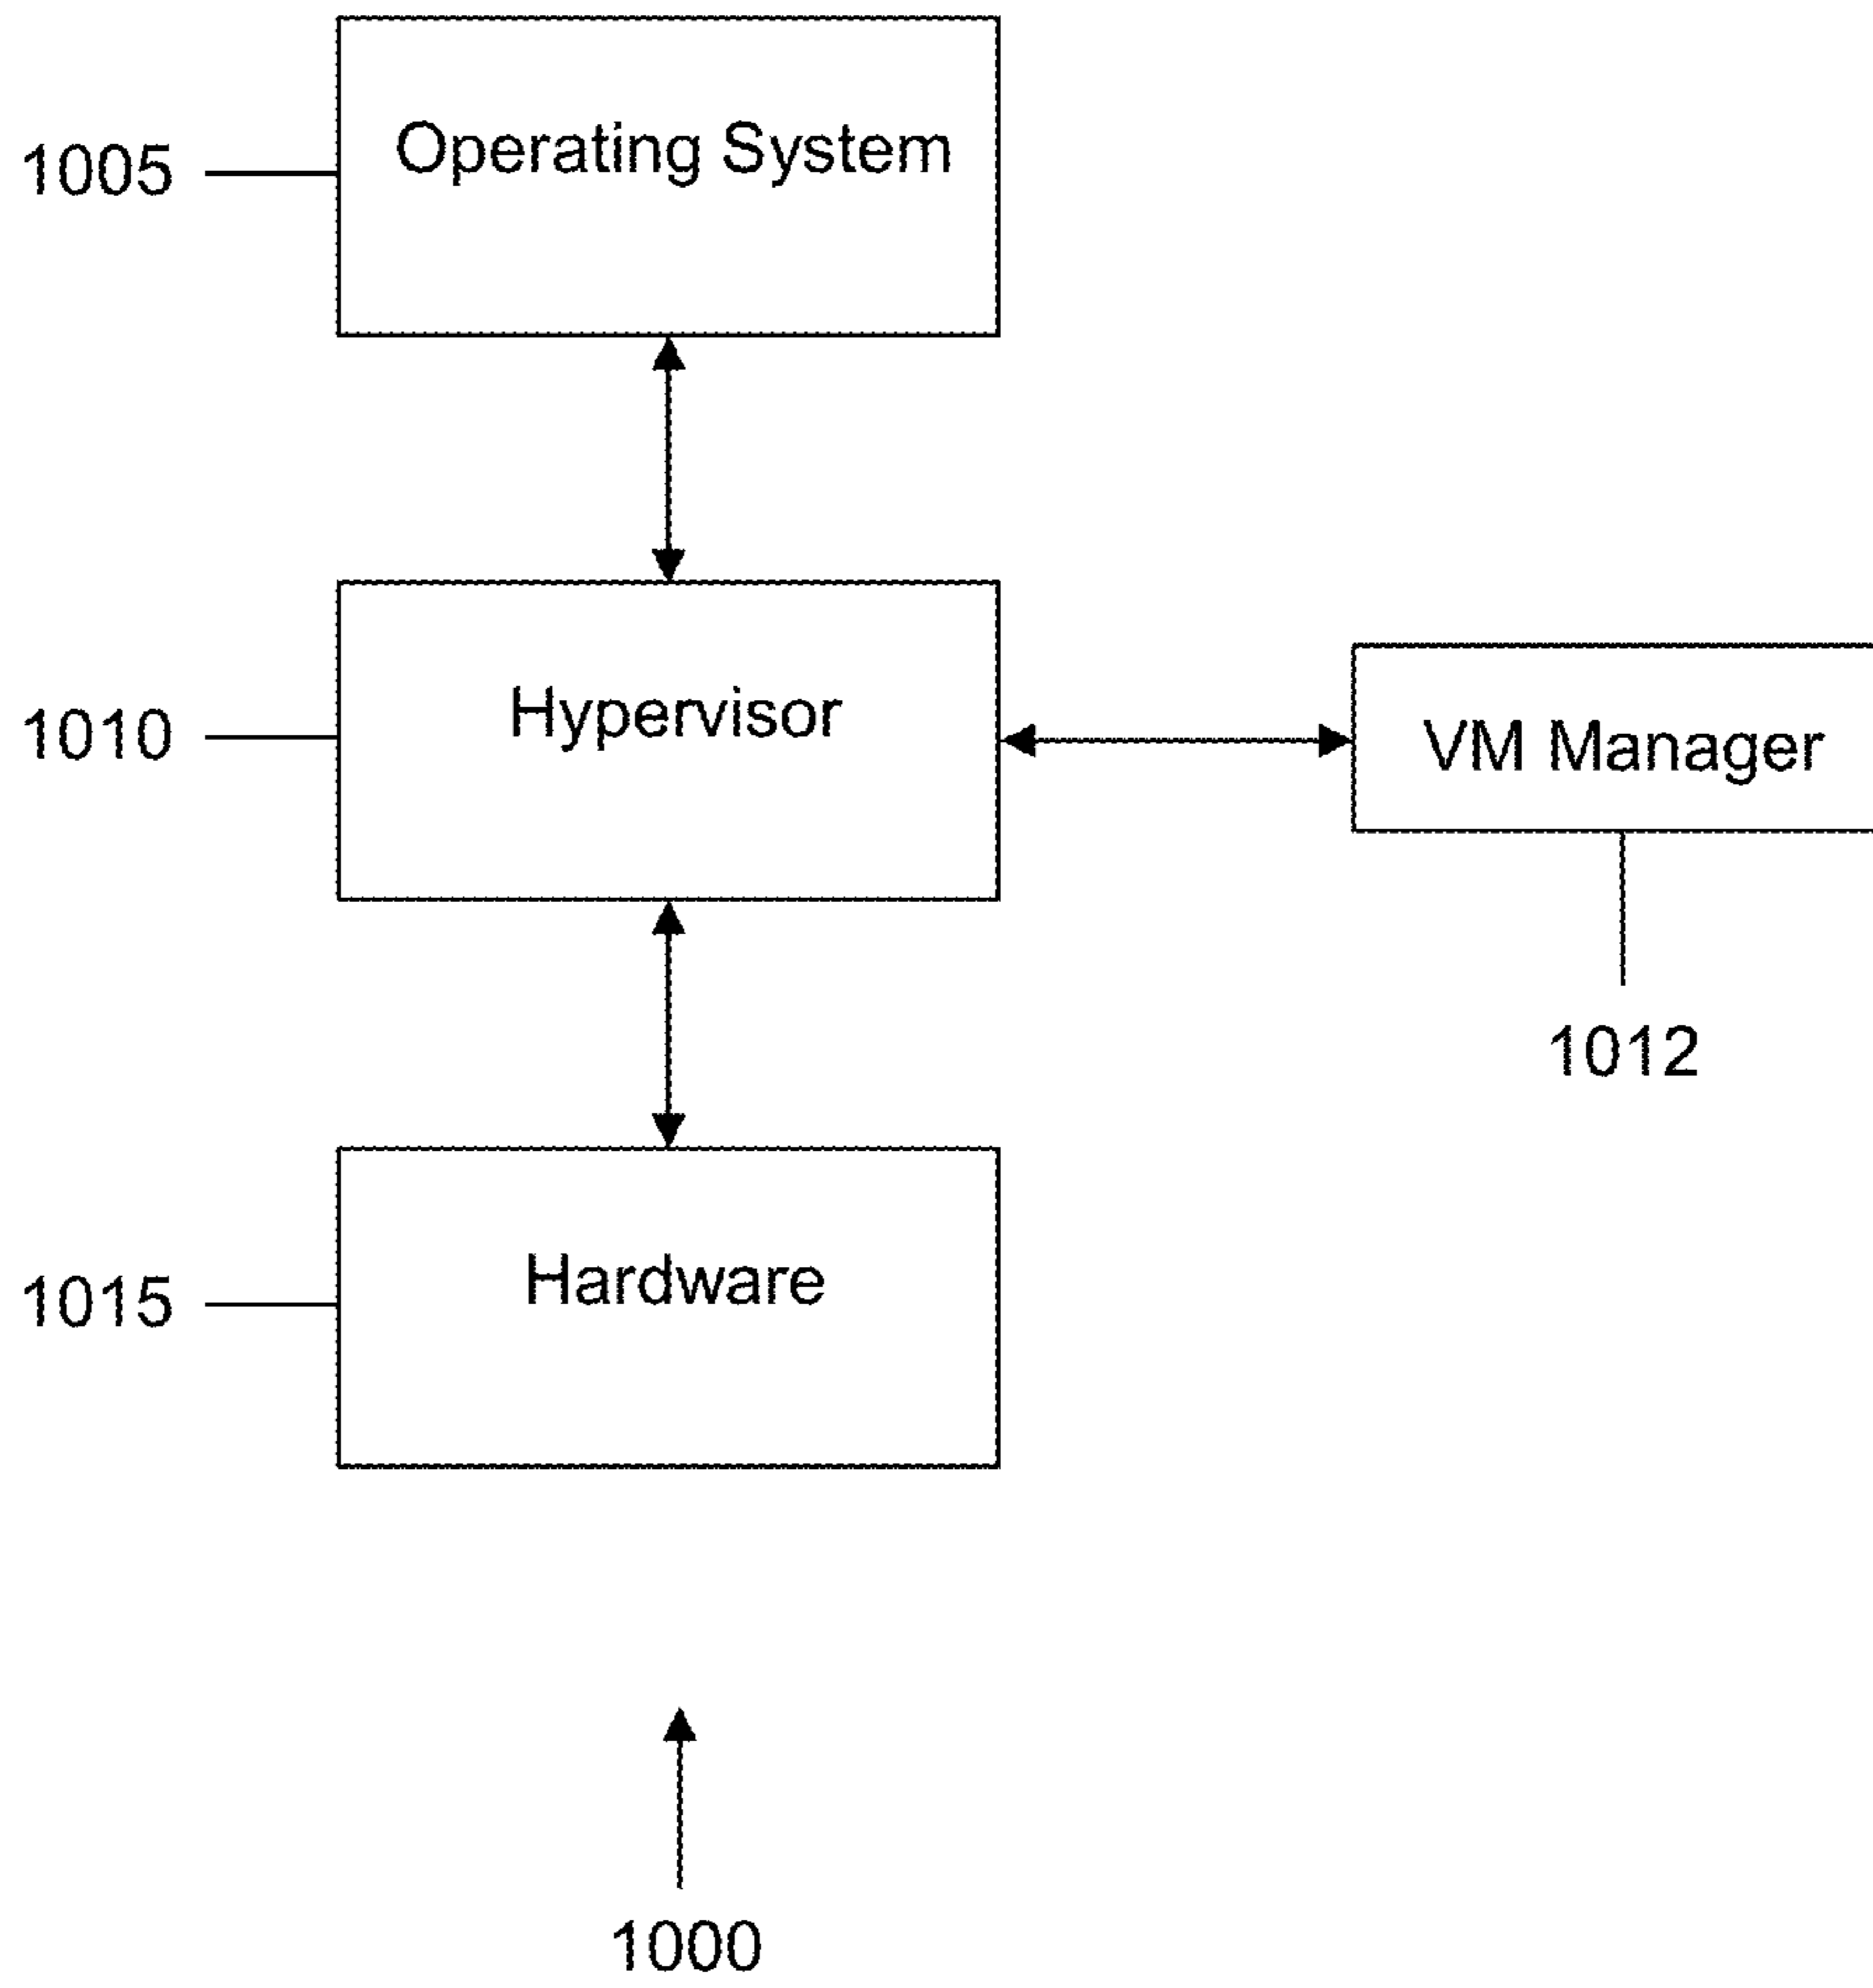 Operating System
1005
Hypervisor
1010
VM Manager
1012
Hardware
1015
1000